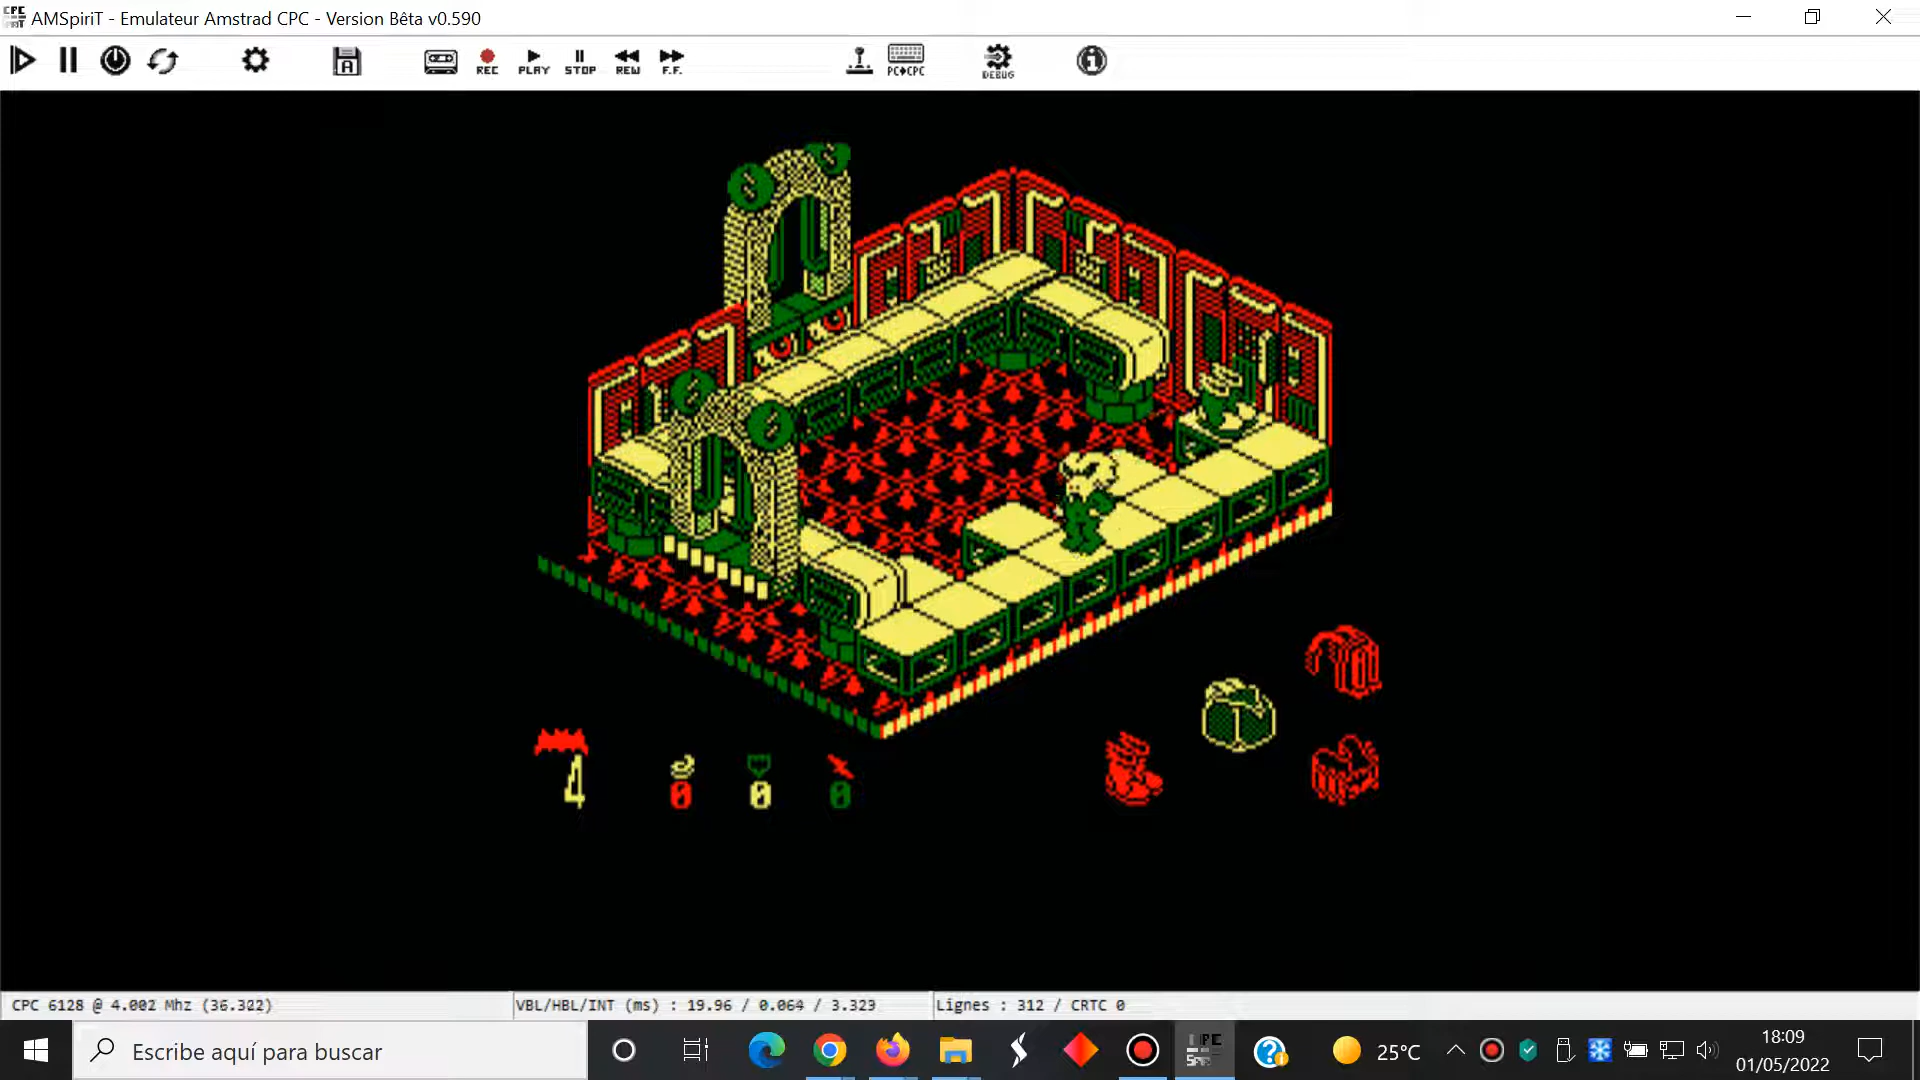 AMSpiriT - Emulateur Amstrad CPC - Version Bêta v0.590
REC PLAY STOP REW F.F. PC CPC DEBUG
4 0 0 0
CPC 6128 @ 4.002 Mhz (36.322) VBL/HBL/INT (ms) : 19.96 / 0.064 / 3.323 Lignes : 312 / CRTC 0
Escribe aquí para buscar
25°C
18:09
01/05/2022